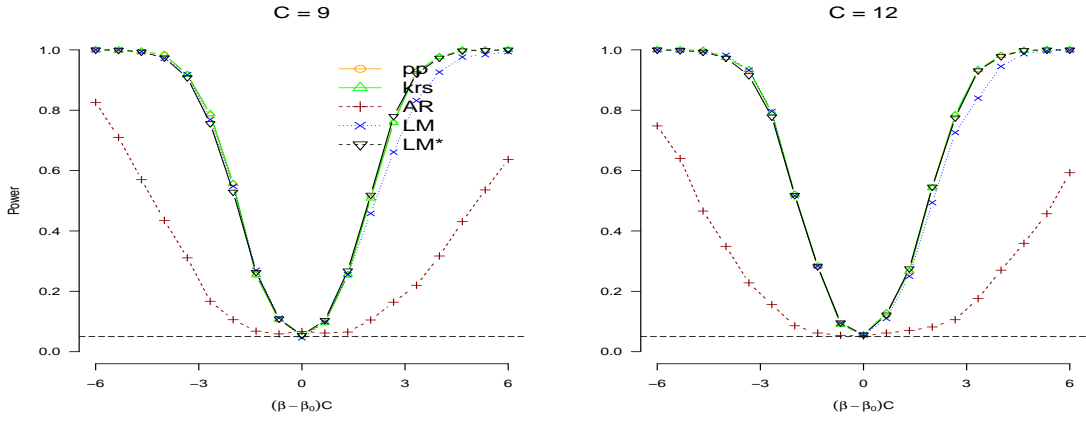 C = 9
Power
1.0
0.8
0.6
0.4
0.2
0.0
pp
krs
AR
LM
LM*
−6 −3 0 3 6
(β − β₀)C
C = 12
1.0
0.8
0.6
0.4
0.2
0.0
−6 −3 0 3 6
(β − β₀)C